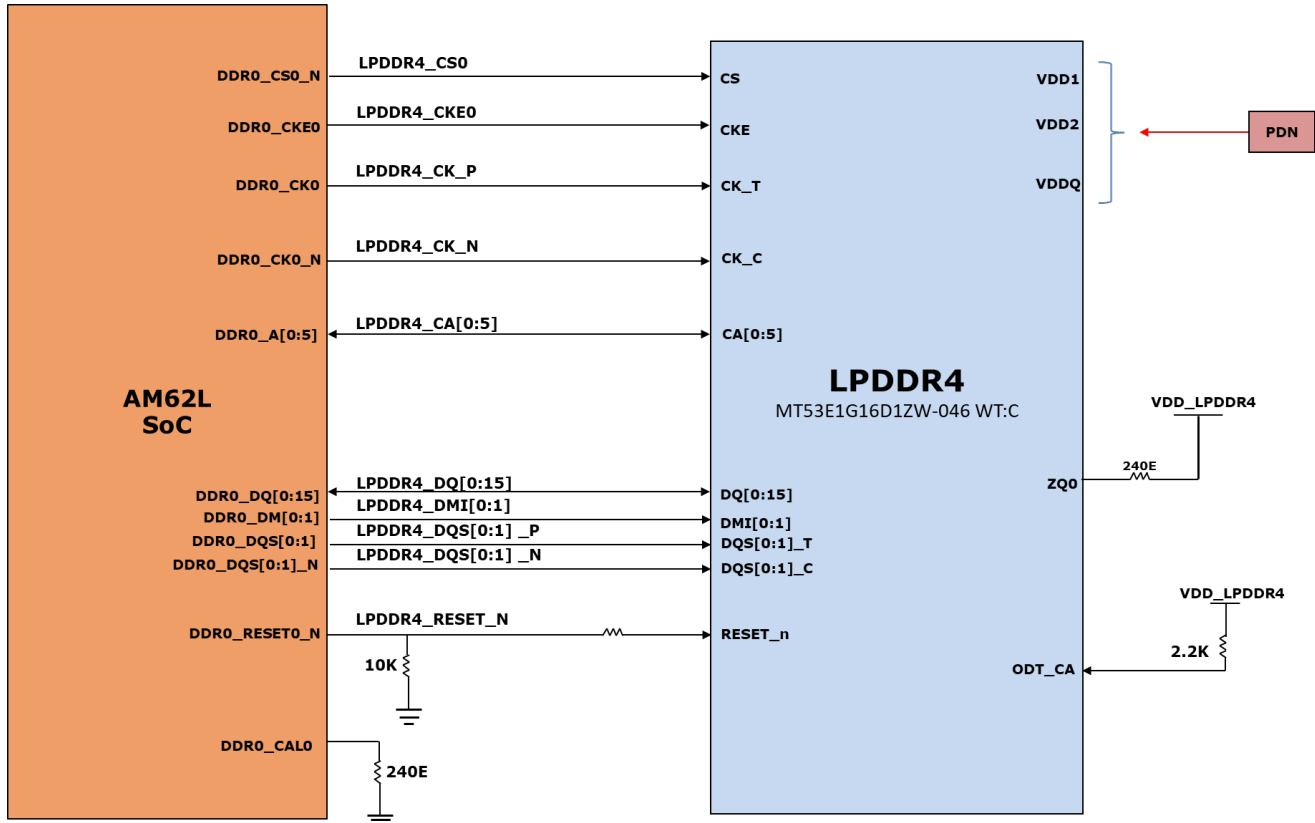 DDR0_CS0_N
LPDDR4_CS0
CS
VDD1
DDR0_CKE0
LPDDR4_CKE0
CKE
VDD2
PDN
DDR0_CK0
LPDDR4_CK_P
CK_T
VDDQ
DDR0_CK0_N
LPDDR4_CK_N
CK_C
DDR0_A[0:5]
LPDDR4_CA[0:5]
CA[0:5]
AM62L
SoC
LPDDR4
MT53E1G16D1ZW-046 WT:C
VDD_LPDDR4
240E
ZQ0
DDR0_DQ[0:15]
LPDDR4_DQ[0:15]
DQ[0:15]
DDR0_DM[0:1]
LPDDR4_DMI[0:1]
DMI[0:1]
DDR0_DQS[0:1]
LPDDR4_DQS[0:1] _P
DQS[0:1]_T
DDR0_DQS[0:1]_N
LPDDR4_DQS[0:1] _N
DQS[0:1]_C
DDR0_RESET0_N
LPDDR4_RESET_N
RESET_n
10K
VDD_LPDDR4
2.2K
ODT_CA
DDR0_CAL0
240E